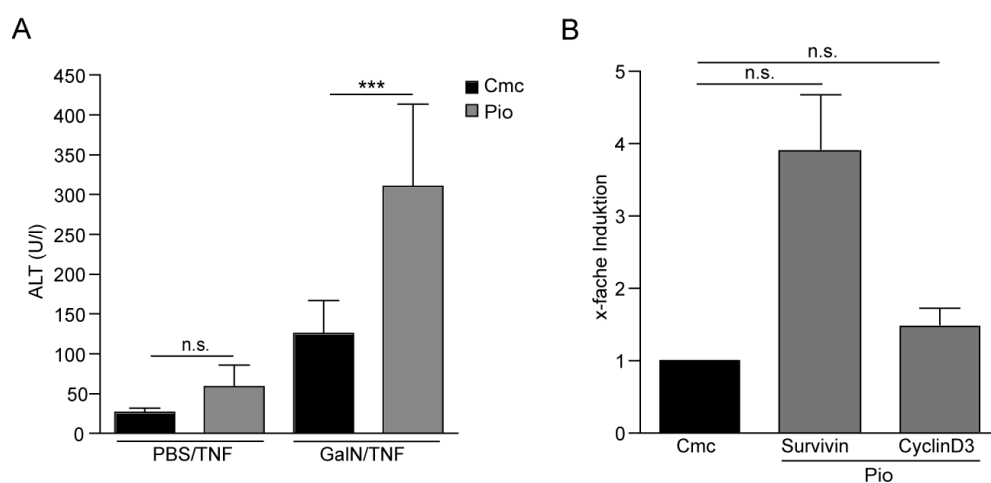 A
ALT (U/l)
450
400
350
300
250
200
150
100
50
0
n.s.
***
Cmc
Pio
PBS/TNF
GalN/TNF
B
x-fache Induktion
5
4
3
2
1
0
n.s.
n.s.
Cmc
Survivin
CyclinD3
Pio